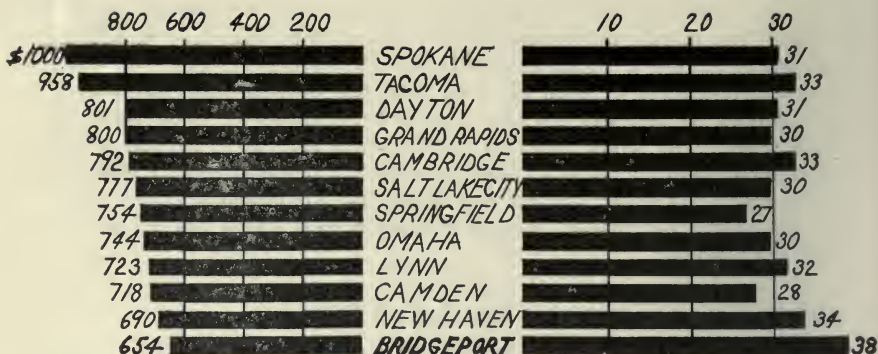 800 600 400 200 10 20 30
$1000 SPOKANE 31
958 TACOMA 33
801 DAYTON 31
800 GRAND RAPIDS 30
792 CAMBRIDGE 33
777 SALT LAKE CITY 30
754 SPRINGFIELD 27
744 OMAHA 30
723 LYNN 32
718 CAMDEN 28
690 NEW HAVEN 34
654 BRIDGEPORT 38